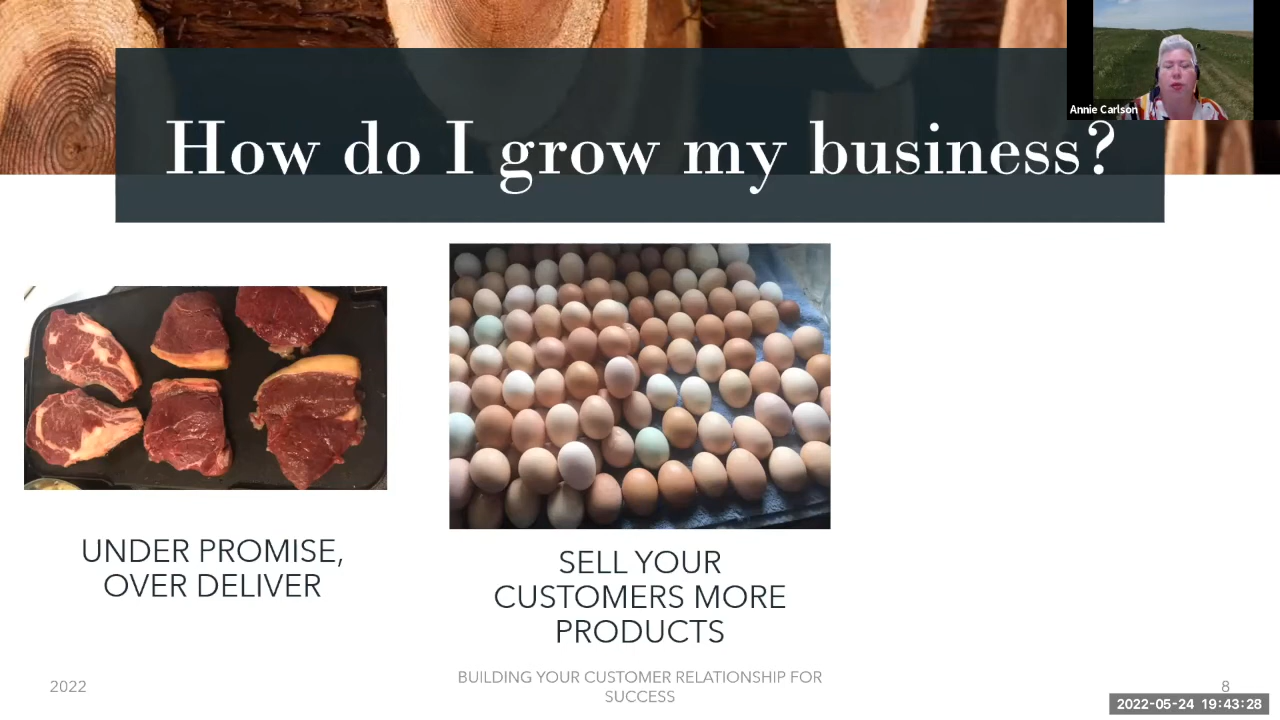 Annie Carlson
How do I grow my business?
UNDER PROMISE,
OVER DELIVER
SELL YOUR
CUSTOMERS MORE
PRODUCTS
2022
BUILDING YOUR CUSTOMER RELATIONSHIP FOR
SUCCESS
8
2022-05-24 19:43:28